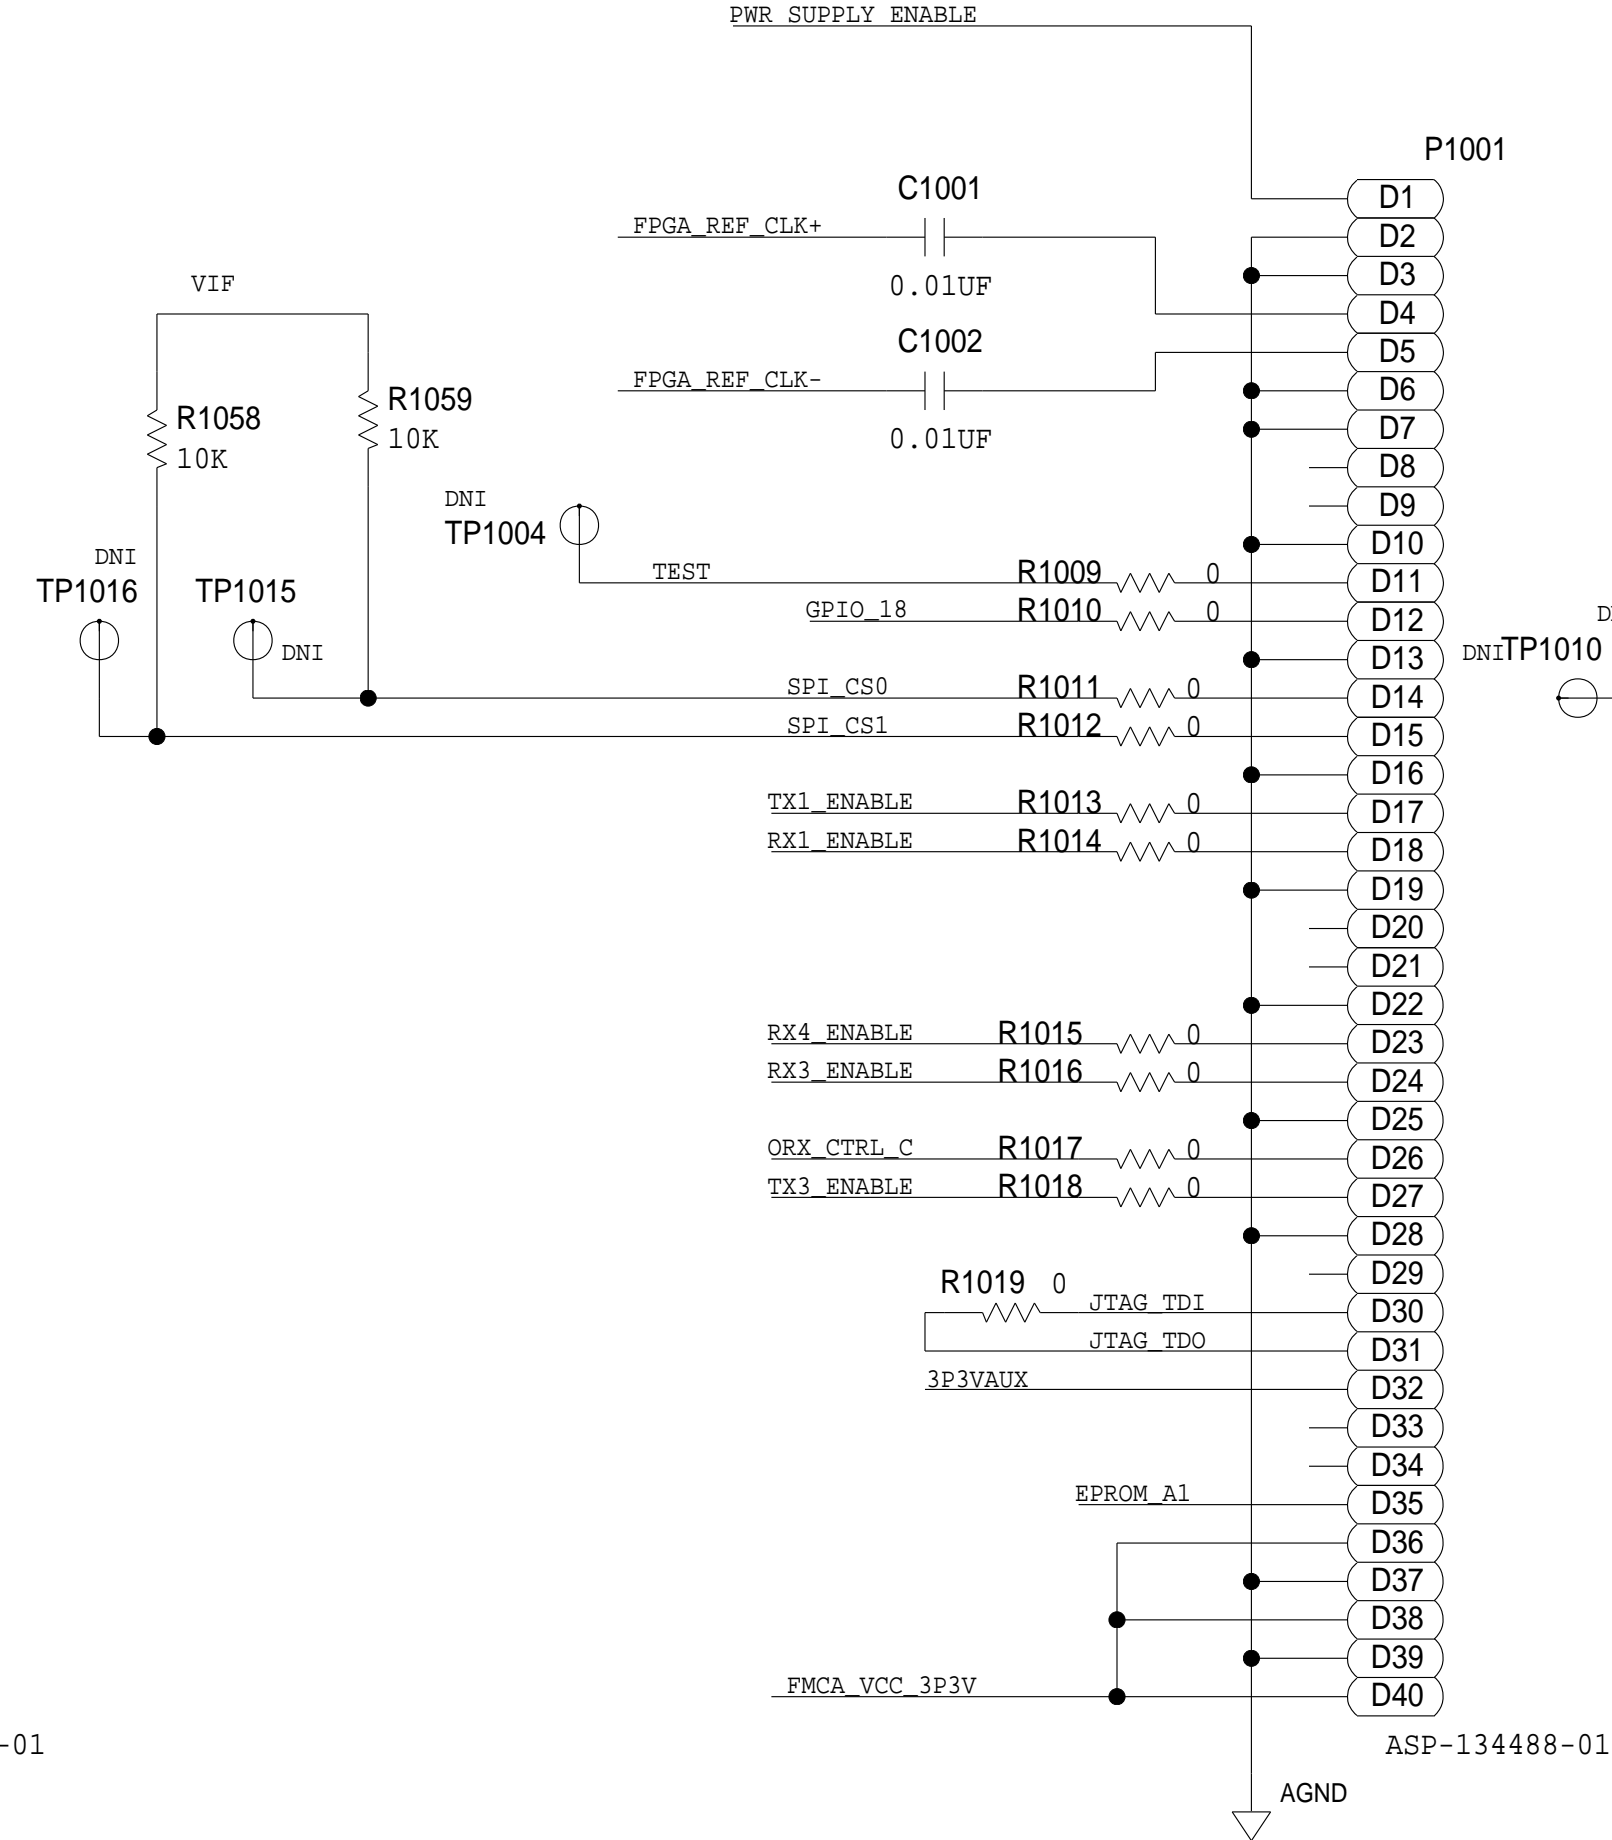 PWR SUPPLY ENABLE
P1001
C1001
FPGA_REF_CLK+
0.01UF
C1002
FPGA_REF_CLK-
0.01UF
VIF
R1058
10K
R1059
10K
DNI
TP1004
DNI
TP1016
TP1015
DNI
TEST
R1009
0
GPIO_18
R1010
0
SPI_CS0
R1011
0
SPI_CS1
R1012
0
TX1_ENABLE
R1013
0
RX1_ENABLE
R1014
0
RX4_ENABLE
R1015
0
RX3_ENABLE
R1016
0
ORX_CTRL_C
R1017
0
TX3_ENABLE
R1018
0
R1019
0
JTAG_TDI
JTAG_TDO
3P3VAUX
EPROM_A1
FMCA_VCC_3P3V
D1
D2
D3
D4
D5
D6
D7
D8
D9
D10
D11
D12
D13
D14
D15
D16
D17
D18
D19
D20
D21
D22
D23
D24
D25
D26
D27
D28
D29
D30
D31
D32
D33
D34
D35
D36
D37
D38
D39
D40
DNI
TP1010
-01
ASP-134488-01
AGND